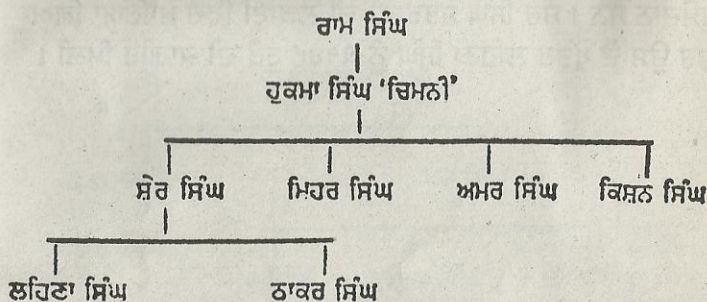 ਰਾਮ ਸਿੰਘ
ਹੁਕਮਾ ਸਿੰਘ ‘ਚਿਮਨੀ’
ਸ਼ੇਰ ਸਿੰਘ ਮਿਹਰ ਸਿੰਘ ਅਮਰ ਸਿੰਘ ਕਿਸ਼ਨ ਸਿੰਘ
ਲਹਿਣਾ ਸਿੰਘ ਠਾਕਰ ਸਿੰਘ